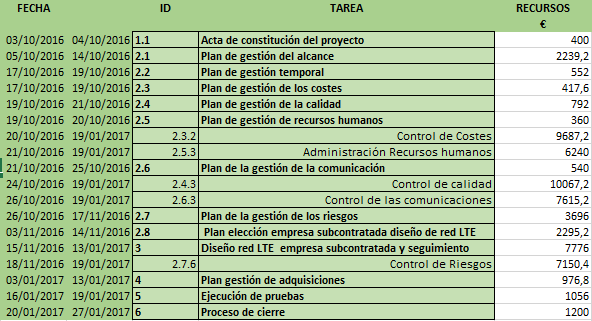 FECHA ID TAREA RECURSOS
€
03/10/2016 04/10/2016 1.1 Acta de constitución del proyecto 400
05/10/2016 14/10/2016 2.1 Plan de gestión del alcance 2239,2
17/10/2016 19/10/2016 2.2 Plan de gestión temporal 552
17/10/2016 19/10/2016 2.3 Plan de gestión de los costes 417,6
19/10/2016 21/10/2016 2.4 Plan de gestión de la calidad 792
19/10/2016 20/10/2016 2.5 Plan de gestión de recursos humanos 360
20/10/2016 19/01/2017 2.3.2 Control de Costes 9687,2
21/10/2016 19/01/2017 2.5.3 Administración Recursos humanos 6240
21/10/2016 25/10/2016 2.6 Plan de la gestión de la comunicación 540
24/10/2016 19/01/2017 2.4.3 Control de calidad 10067,2
26/10/2016 19/01/2017 2.6.3 Control de las comunicaciones 7615,2
26/10/2016 17/11/2016 2.7 Plan de la gestión de los riesgos 3696
03/11/2016 14/11/2016 2.8 Plan elección empresa subcontratada diseño de red LTE 2295,2
15/11/2016 13/01/2017 3 Diseño red LTE empresa subcontratada y seguimiento 7776
18/11/2016 19/01/2017 2.7.6 Control de Riesgos 7150,4
03/01/2017 13/01/2017 4 Plan gestión de adquisiciones 976,8
16/01/2017 19/01/2017 5 Ejecución de pruebas 1056
20/01/2017 27/01/2017 6 Proceso de cierre 1200